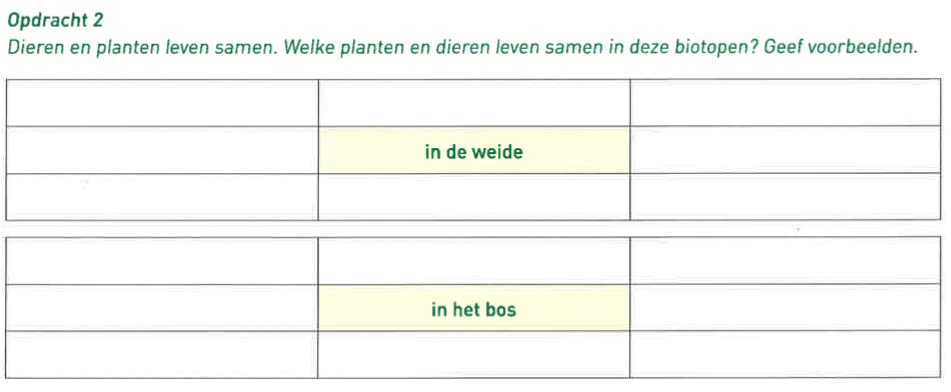 Opdracht 2
Dieren en planten leven samen. Welke planten en dieren leven samen in deze biotopen? Geef voorbeelden.
in de weide
in het bos